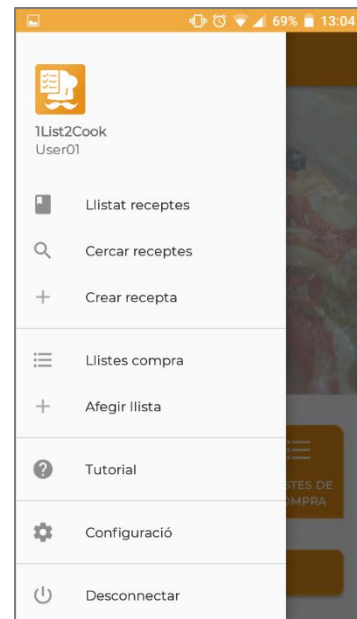 69% 13:04
1List2Cook
User01
Llistat receptes
Cercar receptes
Crear recepta
Llistes compra
Afegir llista
STES DE
OMPRA
Tutorial
Configuració
Desconnectar